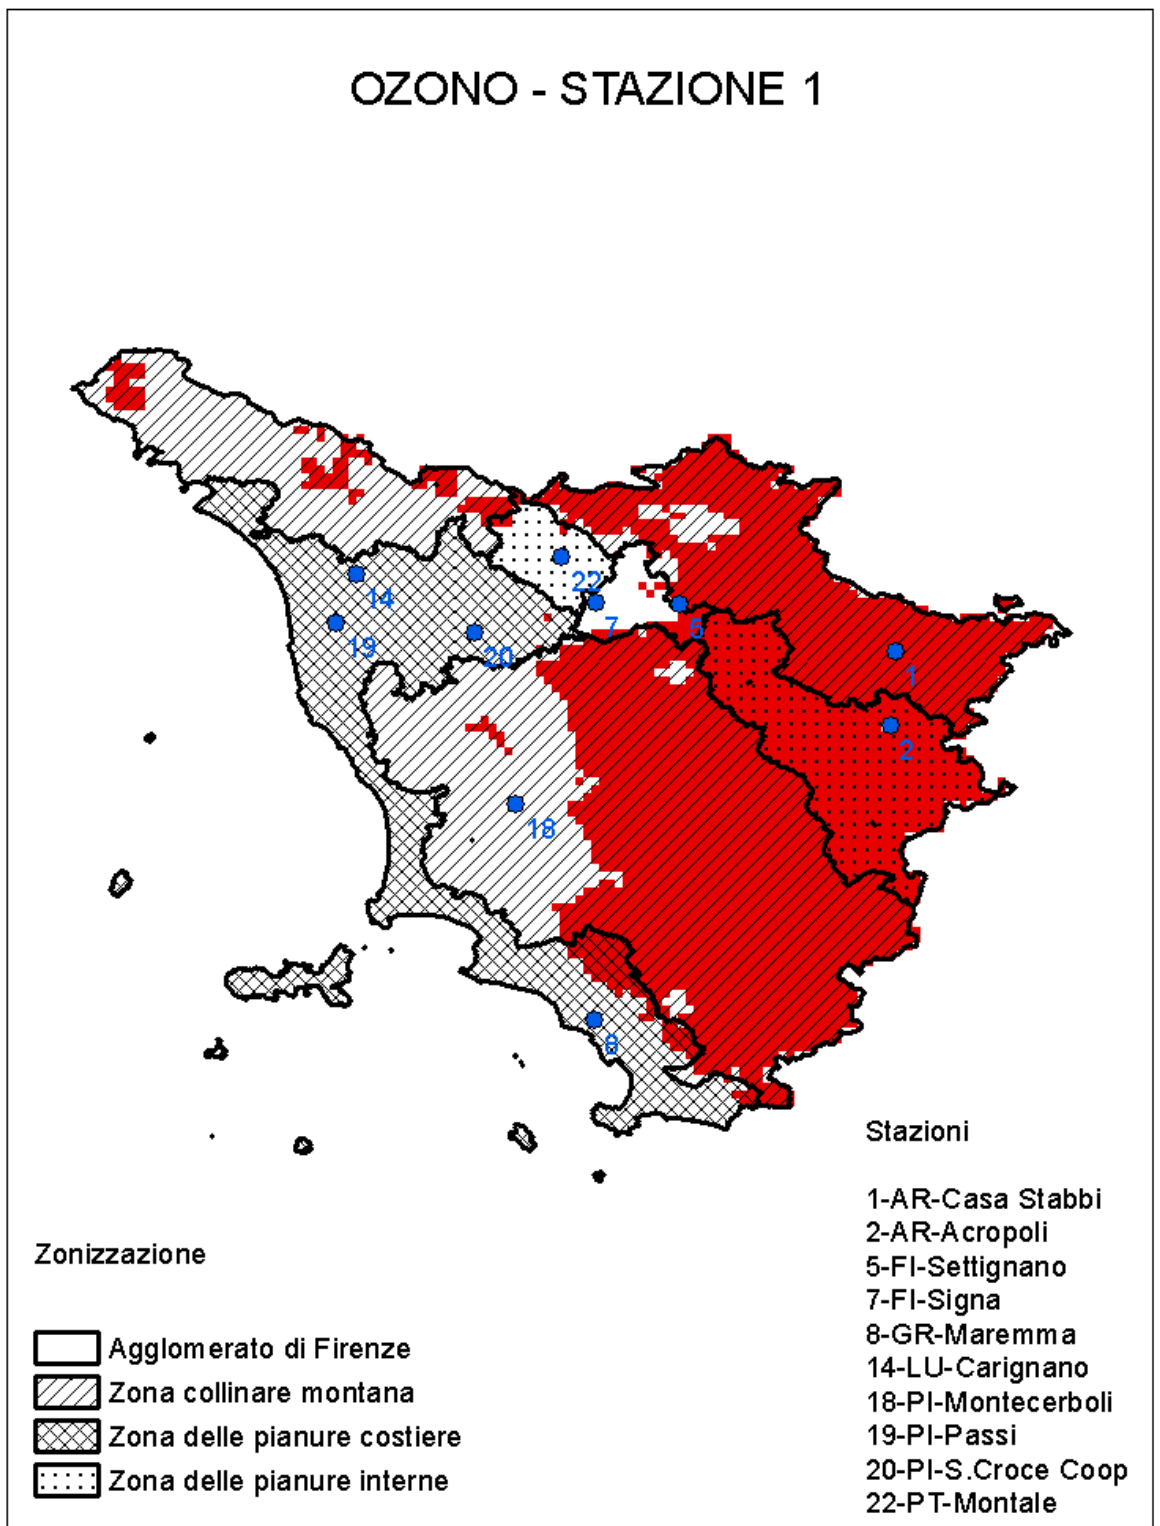 OZONO - STAZIONE 1
14
19
20
22
7
5
1
2
18
8
Stazioni
1-AR-Casa Stabbi
2-AR-Acropoli
5-FI-Settignano
7-FI-Signa
8-GR-Maremma
14-LU-Carignano
18-PI-Montecerboli
19-PI-Passi
20-PI-S.Croce Coop
22-PT-Montale
Zonizzazione
Agglomerato di Firenze
Zona collinare montana
Zona delle pianure costiere
Zona delle pianure interne